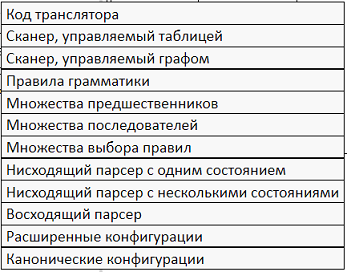 Код транслятора
Сканер, управляемый таблицей
Сканер, управляемый графом
Правила грамматики
Множества предшественников
Множества последователей
Множества выбора правил
Нисходящий парсер с одним состоянием
Нисходящий парсер с несколькими состояниями
Восходящий парсер
Расширенные конфигурации
Канонические конфигурации